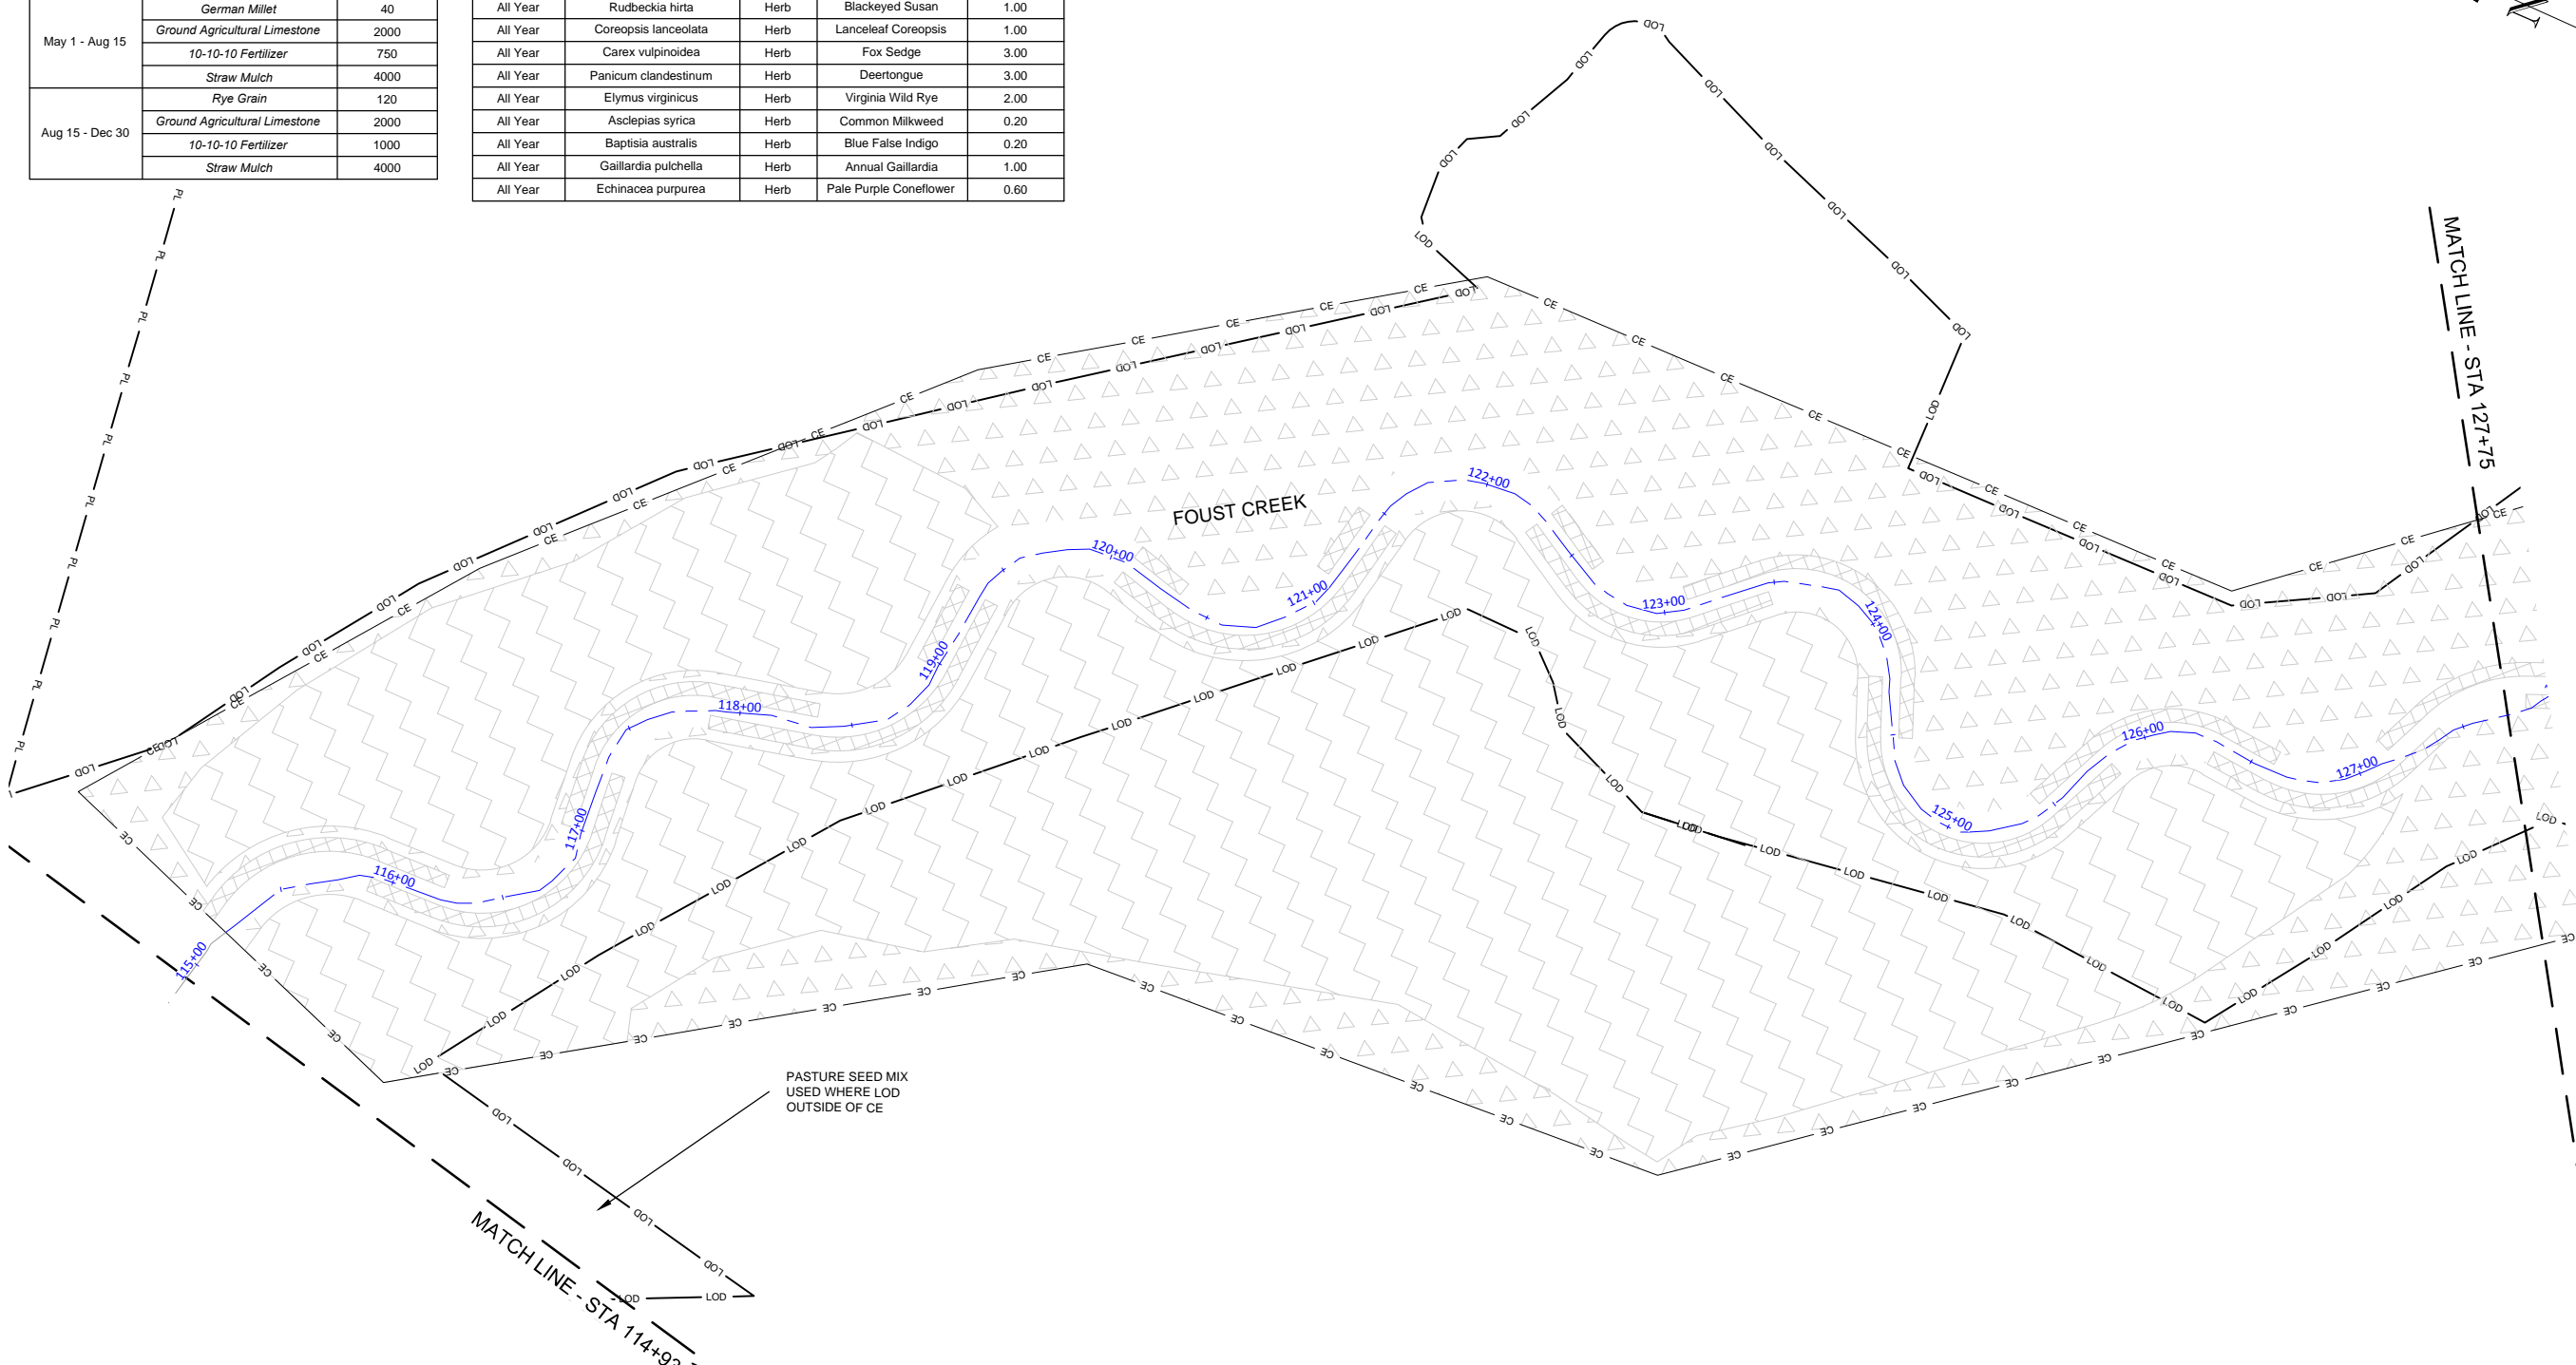 German Millet 40
May 1 - Aug 15 Ground Agricultural Limestone 2000
10-10-10 Fertilizer 750
Straw Mulch 4000
Aug 15 - Dec 30 Rye Grain 120
Ground Agricultural Limestone 2000
10-10-10 Fertilizer 1000
Straw Mulch 4000
All Year Rudbeckia hirta Herb Blackeyed Susan 1.00
All Year Coreopsis lanceolata Herb Lanceleaf Coreopsis 1.00
All Year Carex vulpinoidea Herb Fox Sedge 3.00
All Year Panicum clandestinum Herb Deertongue 3.00
All Year Elymus virginicus Herb Virginia Wild Rye 2.00
All Year Asclepias syrica Herb Common Milkweed 0.20
All Year Baptisia australis Herb Blue False Indigo 0.20
All Year Gaillardia pulchella Herb Annual Gaillardia 1.00
All Year Echinacea purpurea Herb Pale Purple Coneflower 0.60
MATCH LINE - STA 127+75
FOUST CREEK
115+00
116+00
117+00
118+00
119+00
120+00
121+00
122+00
123+00
124+00
125+00
126+00
127+00
PL
LOD
CE
PASTURE SEED MIX
USED WHERE LOD
OUTSIDE OF CE
MATCH LINE - STA 114+93